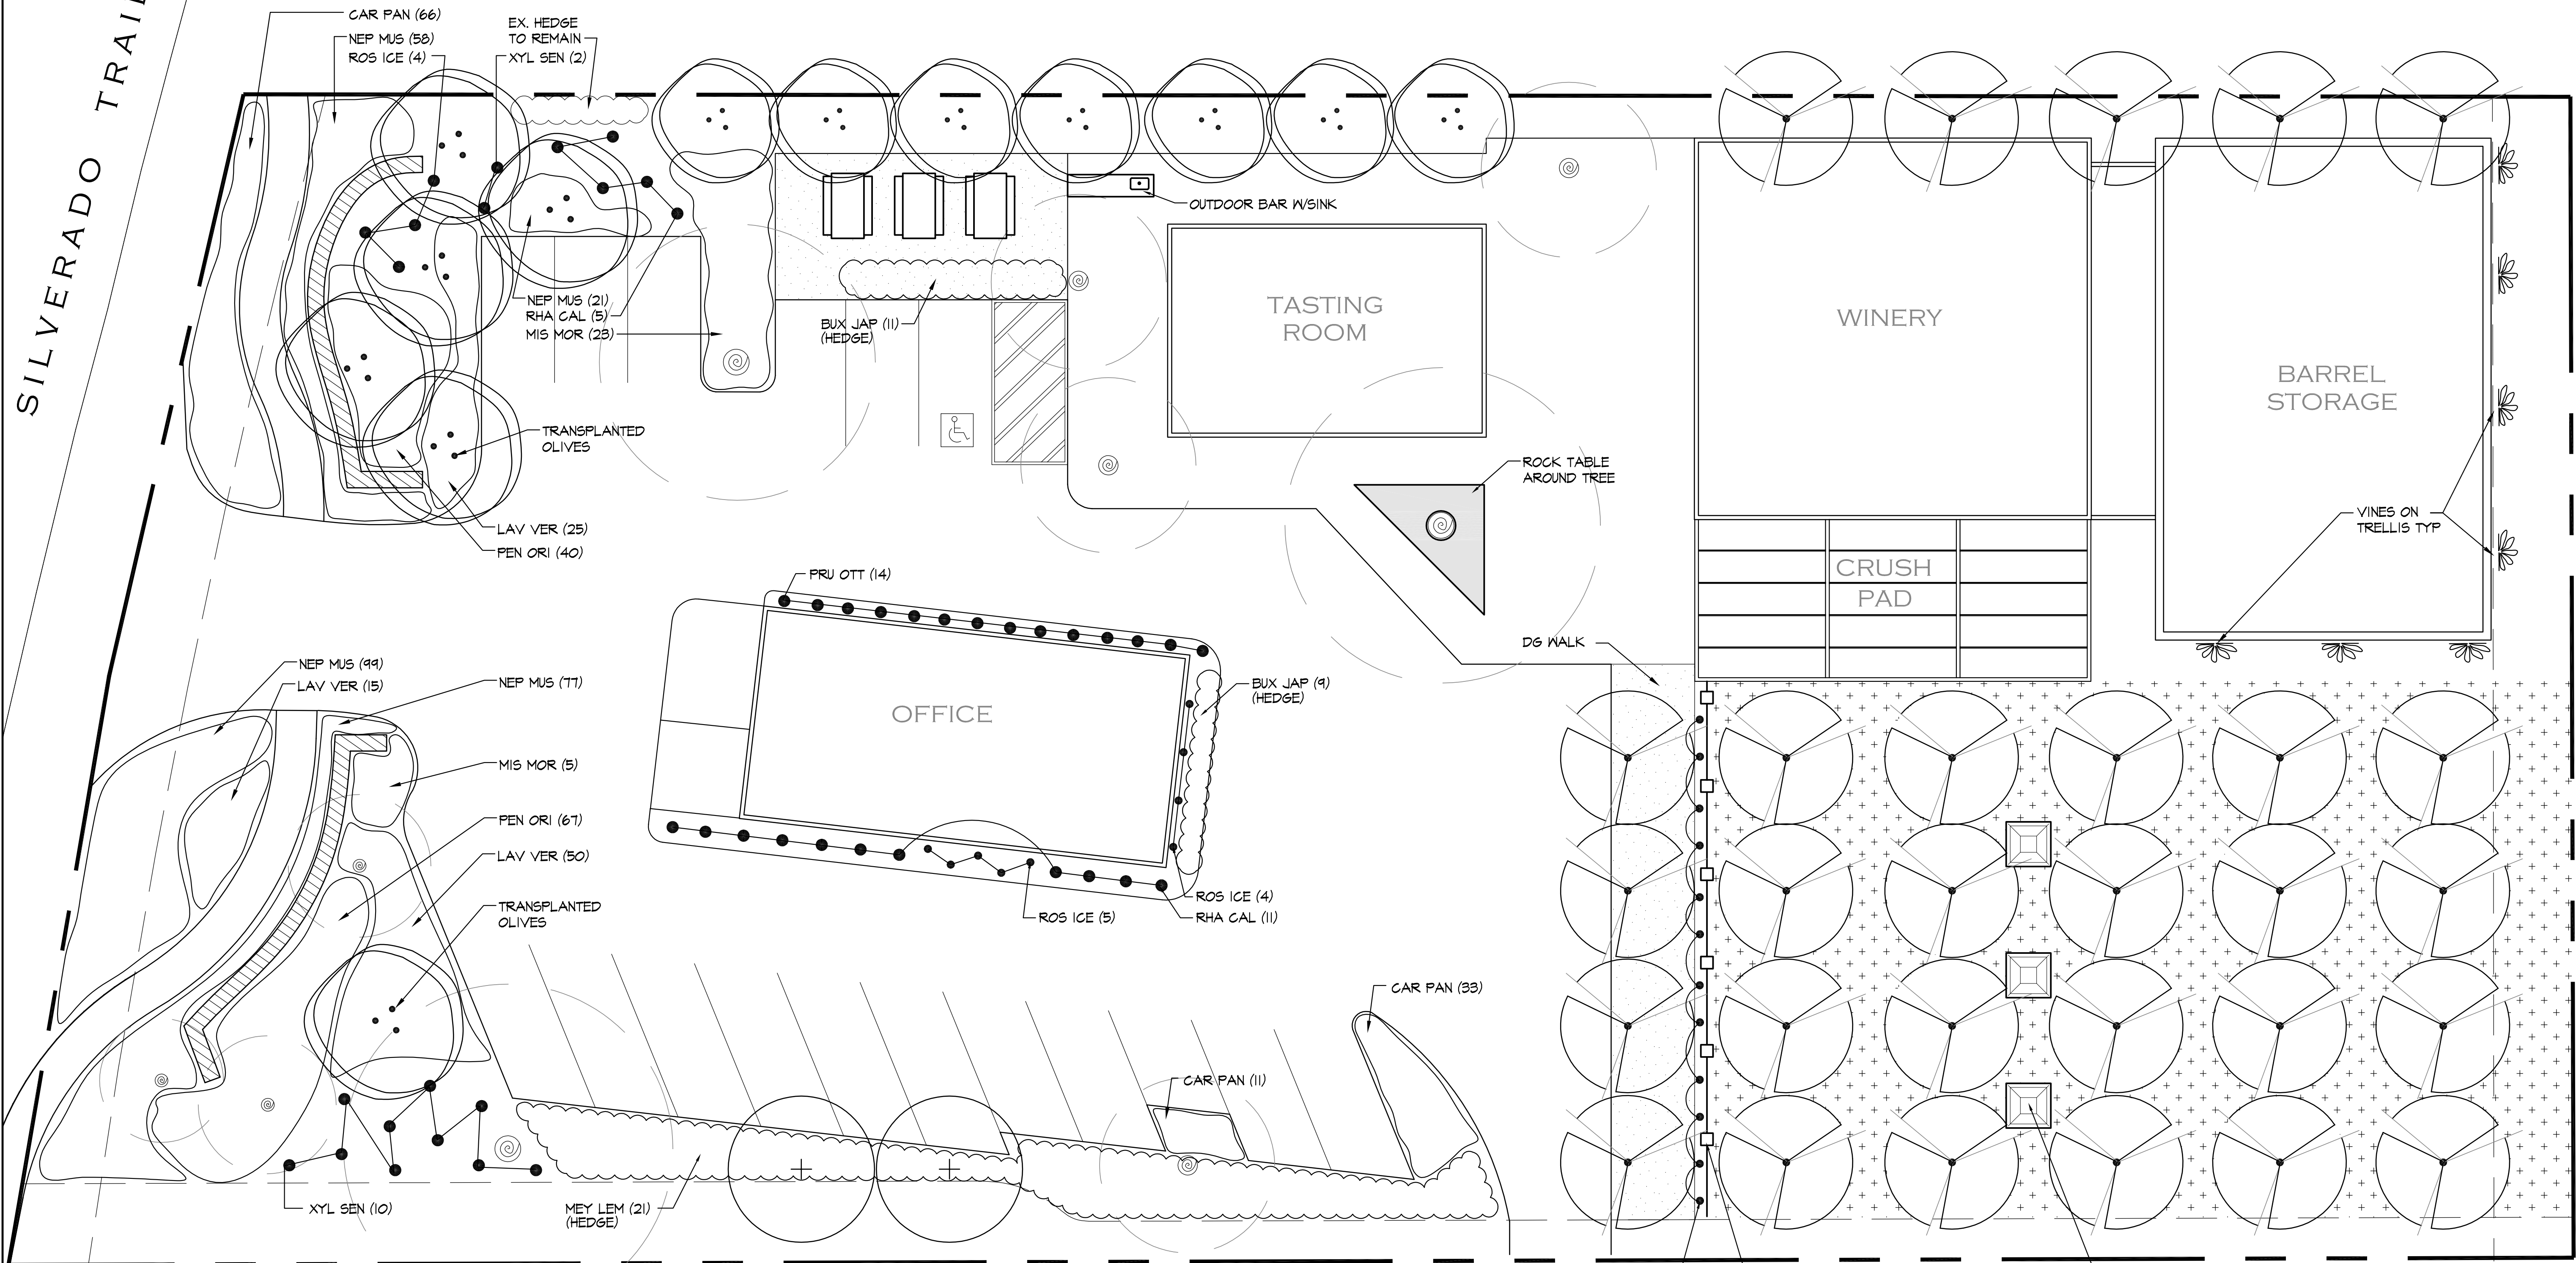 SILVERADO TRAIL
CAR PAN (66)
NEP MUS (58)
ROS ICE (4)
EX. HEDGE
TO REMAIN
XYL SEN (2)
OUTDOOR BAR W/SINK
NEP MUS (21)
RHA CAL (5)
MIS MOR (23)
BUX JAP (11)
(HEDGE)
TASTING
ROOM
WINERY
BARREL
STORAGE
TRANSPLANTED
OLIVES
ROCK TABLE
AROUND TREE
LAV VER (25)
PEN ORI (40)
VINES ON
TRELLIS TYP
CRUSH
PAD
PRU OTT (14)
DG WALK
NEP MUS (99)
LAV VER (15)
NEP MUS (77)
BUX JAP (9)
(HEDGE)
OFFICE
MIS MOR (5)
PEN ORI (67)
LAV VER (50)
TRANSPLANTED
OLIVES
ROS ICE (4)
ROS ICE (5)
RHA CAL (11)
CAR PAN (33)
CAR PAN (11)
XYL SEN (10)
MEY LEM (21)
(HEDGE)